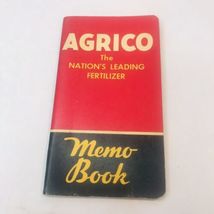 AGRICO
The
NATION'S LEADING
FERTILIZER
Memo
Book